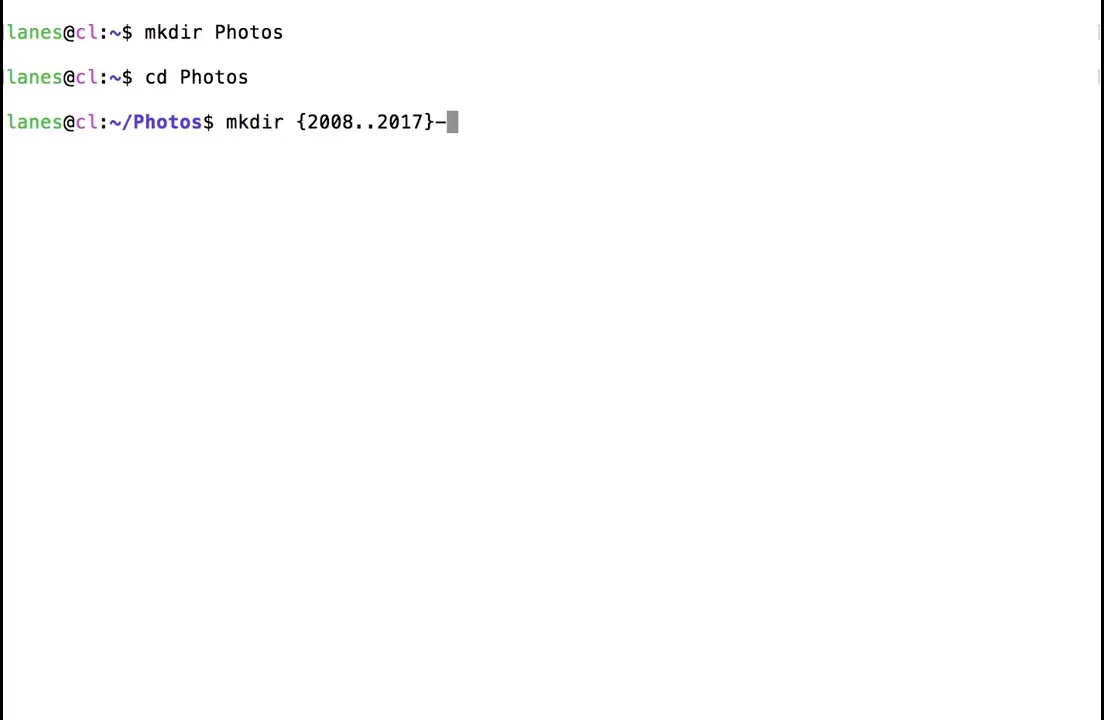 lanes@cl:~$ mkdir Photos
lanes@cl:~$ cd Photos
lanes@cl:~/Photos$ mkdir {2008..2017}-